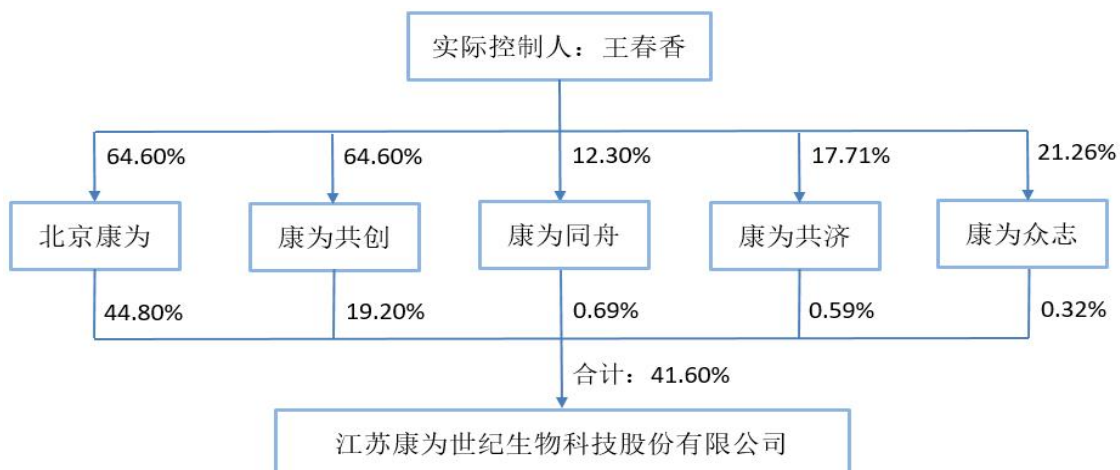 实际控制人：王春香
64.60%
64.60%
12.30%
17.71%
21.26%
北京康为
康为共创
康为同舟
康为共济
康为众志
44.80%
19.20%
0.69%
0.59%
0.32%
合计：41.60%
江苏康为世纪生物科技股份有限公司